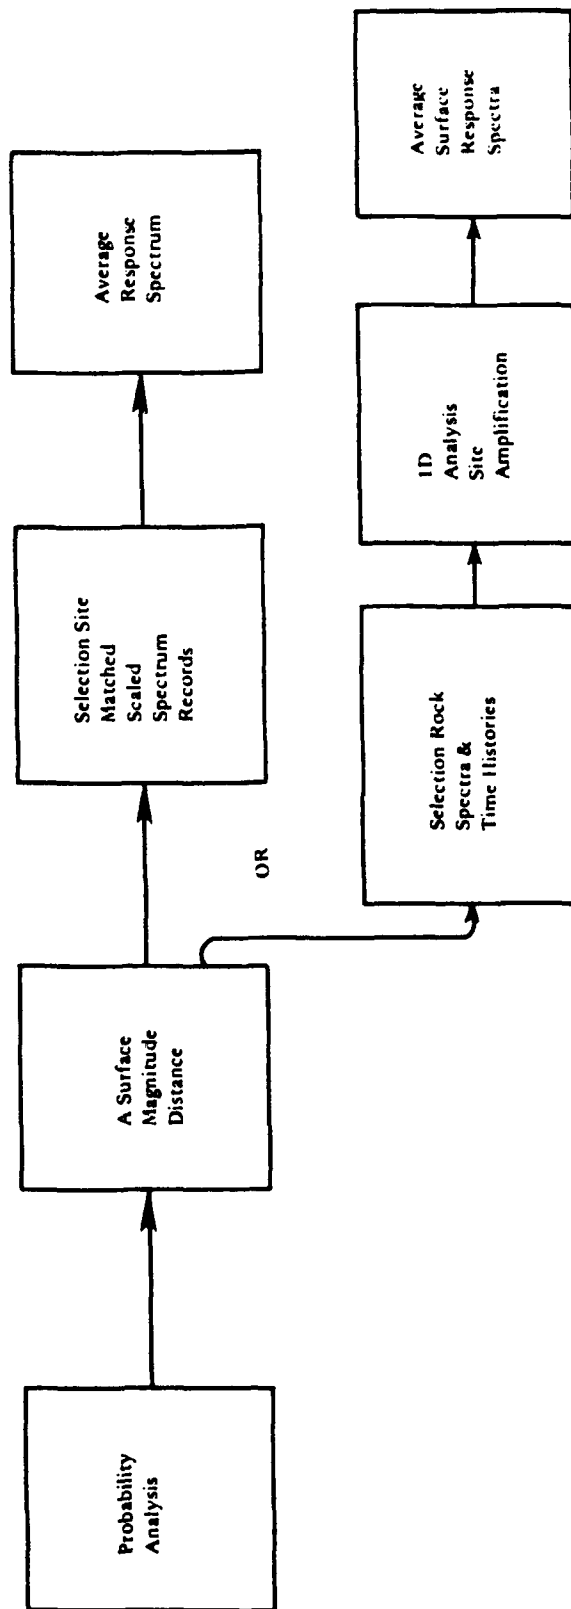 Probability
Analysis
A Surface
Magnitude
Distance
Selection Site
Matched
Scaled
Spectrum
Records
Average
Response
Spectrum
OR
Selection Rock
Spectra &
Time Histories
1D
Analysis
Site
Amplification
Average
Surface
Response
Spectra